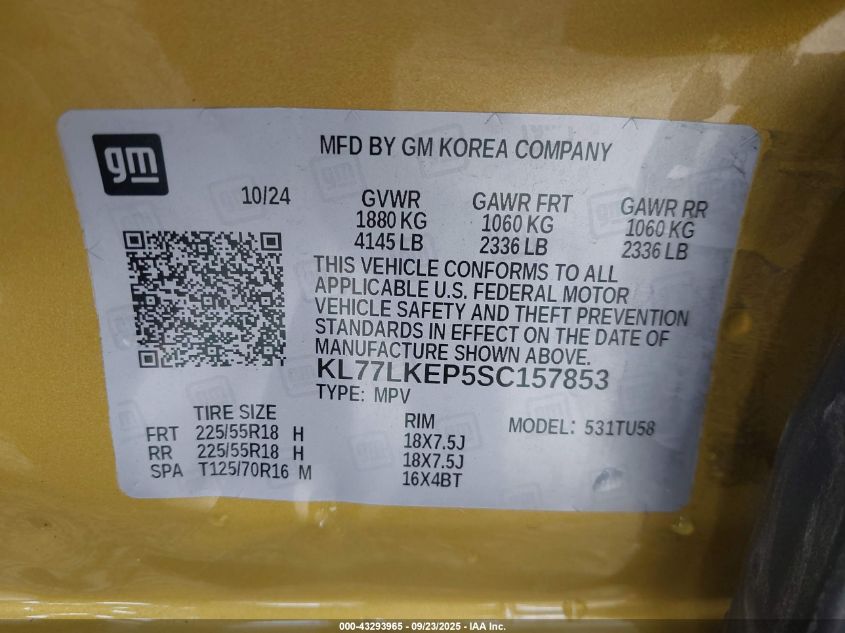 gm
MFD BY GM KOREA COMPANY
10/24
GVWR
1880 KG
4145 LB
GAWR FRT
1060 KG
2336 LB
GAWR RR
1060 KG
2336 LB
THIS VEHICLE CONFORMS TO ALL
APPLICABLE U.S. FEDERAL MOTOR
VEHICLE SAFETY AND THEFT PREVENTION
STANDARDS IN EFFECT ON THE DATE OF
MANUFACTURE SHOWN ABOVE.
KL77LKEP5SC157853
TYPE: MPV
TIRE SIZE
FRT 225/55R18 H
RR 225/55R18 H
SPA T125/70R16 M
RIM
18X7.5J
18X7.5J
16X4BT
MODEL: 531TU58
000-43293965 - 09/23/2025 - IAA Inc.